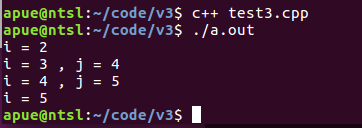 apue@ntsl:~/code/v3$ c++ test3.cpp
apue@ntsl:~/code/v3$ ./a.out
i = 2
i = 3 , j = 4
i = 4 , j = 5
i = 5
apue@ntsl:~/code/v3$